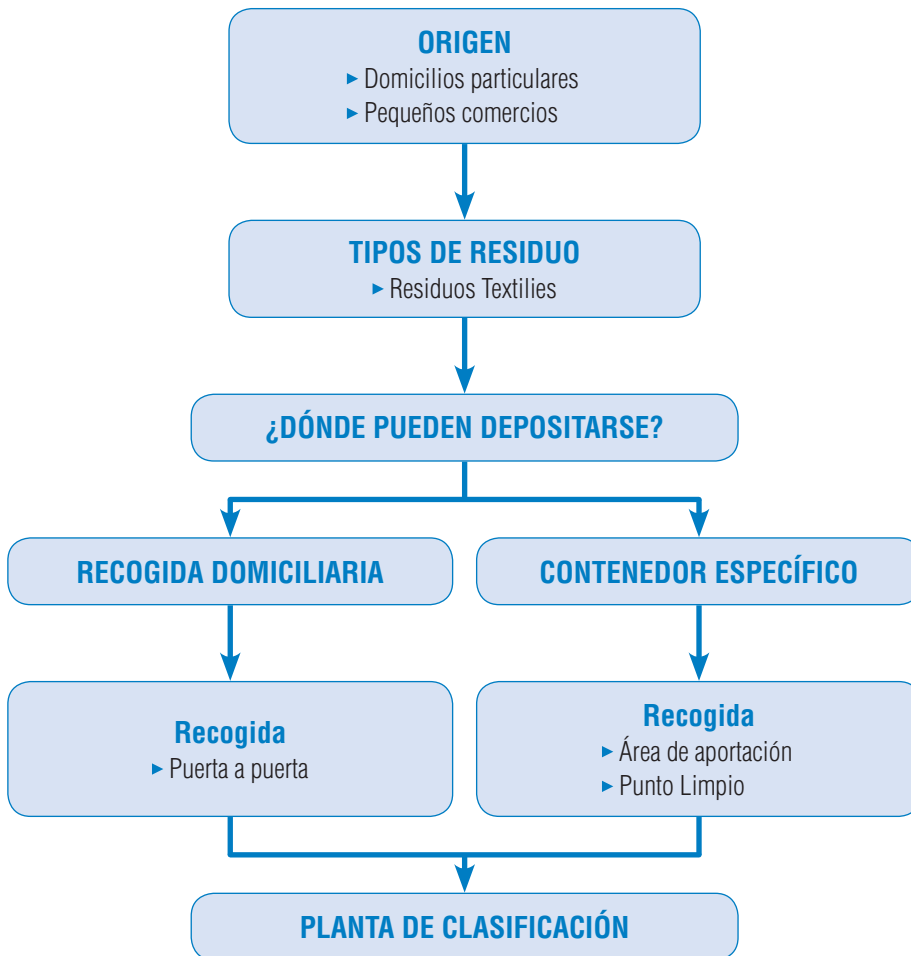 ORIGEN
▸ Domicilios particulares
▸ Pequeños comercios
TIPOS DE RESIDUO
▸ Residuos Textilies
¿DÓNDE PUEDEN DEPOSITARSE?
RECOGIDA DOMICILIARIA
CONTENEDOR ESPECÍFICO
Recogida
▸ Puerta a puerta
Recogida
▸ Área de aportación
▸ Punto Limpio
PLANTA DE CLASIFICACIÓN